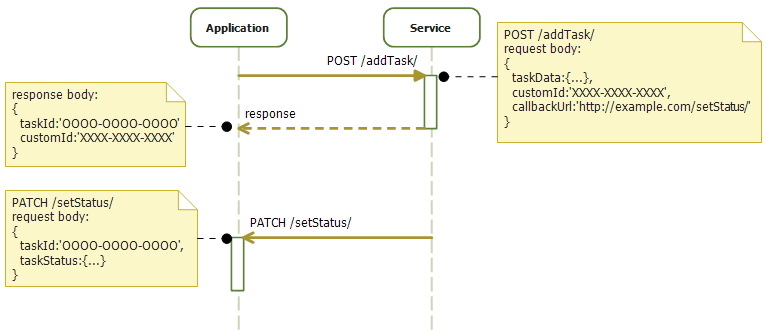 Application
Service
POST /addTask/
POST /addTask/
request body:
{
taskData:{...},
customId:'XXXX-XXXX-XXXX',
callbackUrl:'http://example.com/setStatus/'
}
response body:
{
taskId:'OOOO-OOOO-OOOO'
customId:'XXXX-XXXX-XXXX'
}
response
PATCH /setStatus/
request body:
{
taskId:'OOOO-OOOO-OOOO',
taskStatus:{...}
}
PATCH /setStatus/